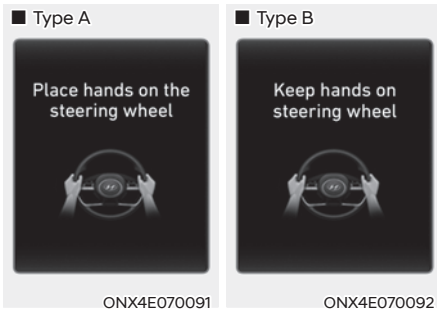 ■ Type A
Place hands on the
steering wheel
ONX4E070091
■ Type B
Keep hands on
steering wheel
ONX4E070092